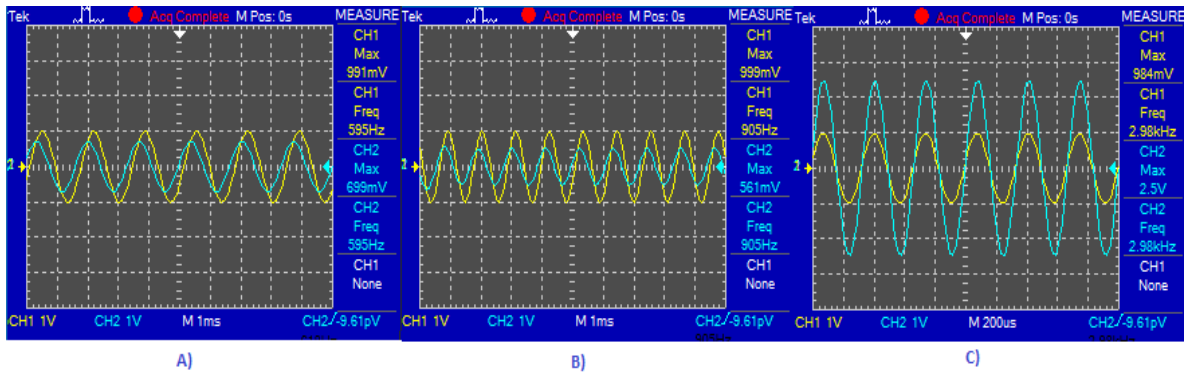 Tek Acq Complete M Pos: 0s MEASURE
CH1
Max
991mV
CH1
Freq
595Hz
CH2
Max
699mV
CH2
Freq
595Hz
CH1
None
2
CH1 1V CH2 1V M 1ms CH2 -9.61pV
A)
Tek Acq Complete M Pos: 0s MEASURE
CH1
Max
999mV
CH1
Freq
905Hz
CH2
Max
561mV
CH2
Freq
905Hz
CH1
None
2
CH1 1V CH2 1V M 1ms CH2 -9.61pV
B)
Tek Acq Complete M Pos: 0s MEASURE
CH1
Max
984mV
CH1
Freq
2.98kHz
CH2
Max
2.5V
CH2
Freq
2.98kHz
CH1
None
2
CH1 1V CH2 1V M 200us CH2 -9.61pV
C)